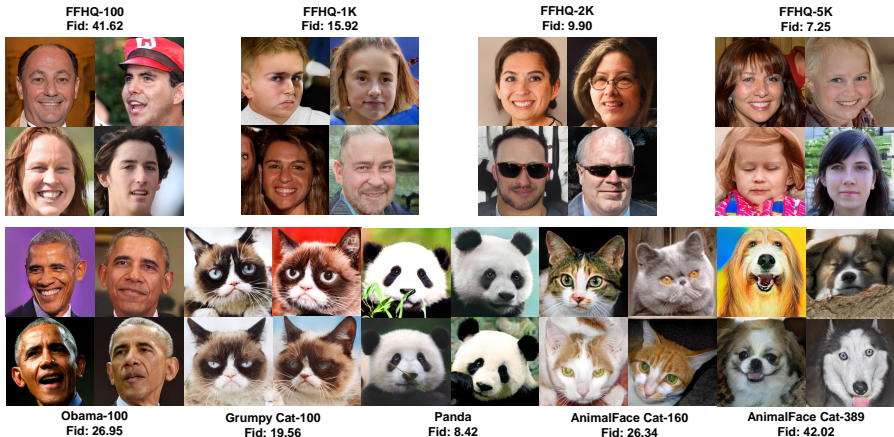 FFHQ-100
Fid: 41.62
FFHQ-1K
Fid: 15.92
FFHQ-2K
Fid: 9.90
FFHQ-5K
Fid: 7.25
Obama-100
Fid: 26.95
Grumpy Cat-100
Fid: 19.56
Panda
Fid: 8.42
AnimalFace Cat-160
Fid: 26.34
AnimalFace Cat-389
Fid: 42.02